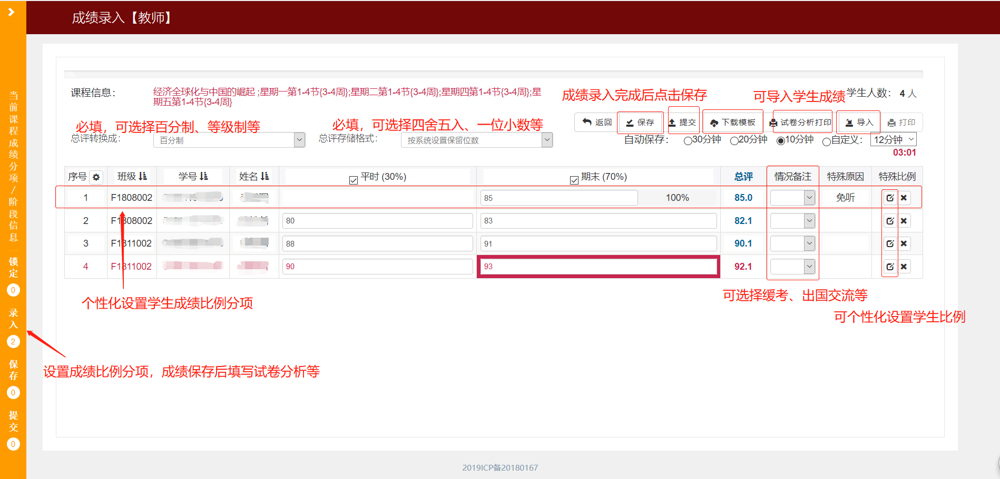 成绩录入【教师】
0%
课程信息：
经济全球化与中国的崛起 ;星期一第1-4节{3-4周};星期二第1-4节{3-4周};星期四第1-4节{3-4周};星
期五第1-4节{3-4周}
成绩录入完成后点击保存
可导入学生成绩
学生人数： 4 人
必填，可选择百分制、等级制等
必填，可选择四舍五入、一位小数等
返回
保存
提交
下载模板
试卷分析打印
导入
打印
总评转换成：
百分制
总评存储格式：
按系统设置保留位数
自动保存： 30分钟 20分钟 10分钟 自定义： 12分钟
03:01
序号 班级 学号 姓名 平时 (30%) 期末 (70%) 总评 情况备注 特殊原因 特殊比例
1 F1808002 85 100% 85.0 免听
2 F1808002 80 83 82.1
3 F1811002 88 91 90.1
4 F1811002 90 93 92.1
可选择缓考、出国交流等
个性化设置学生成绩比例分项
可个性化设置学生比例
设置成绩比例分项，成绩保存后填写试卷分析等
当前课程成绩分项/阶段信息
锁定
0
录入
2
保存
0
提交
0
2019ICP备20180167